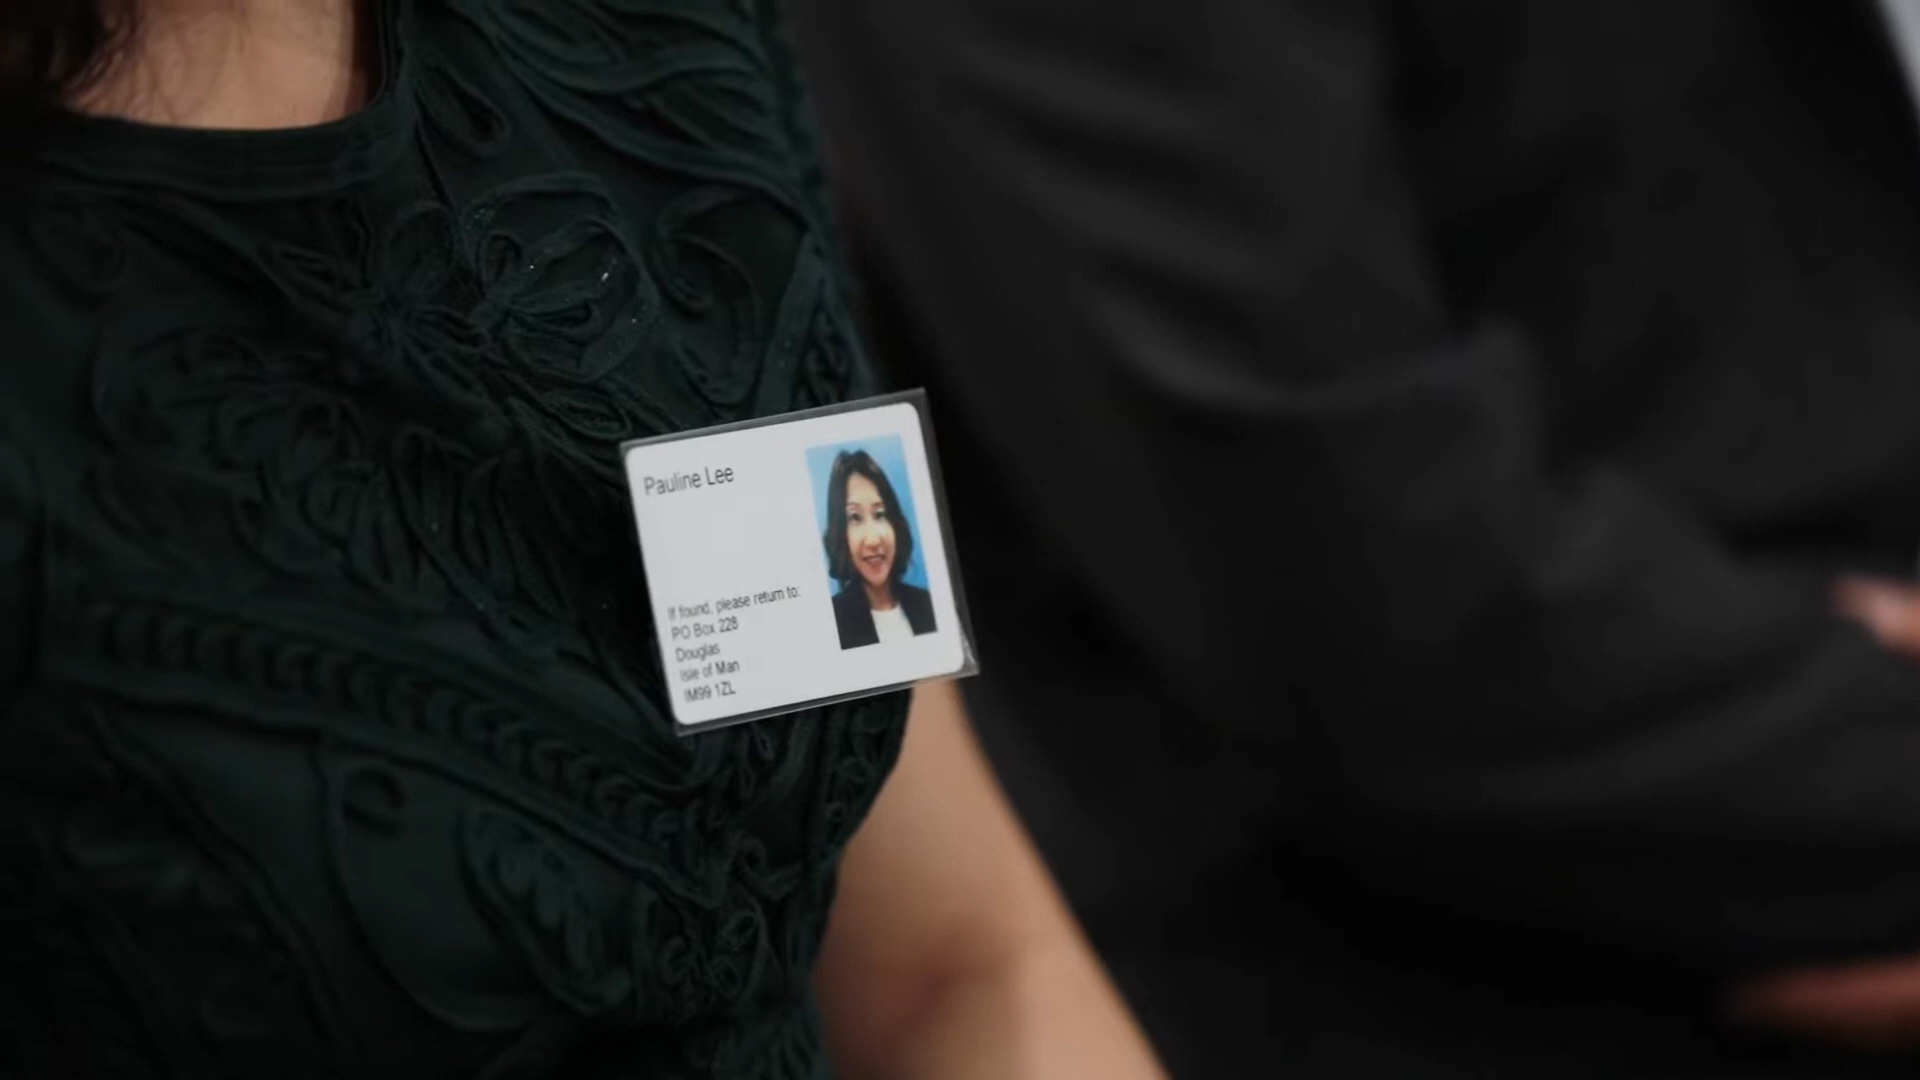 Pauline Lee
If found, please return to:
PO Box 228
Douglas
Isle of Man
IM99 1ZL